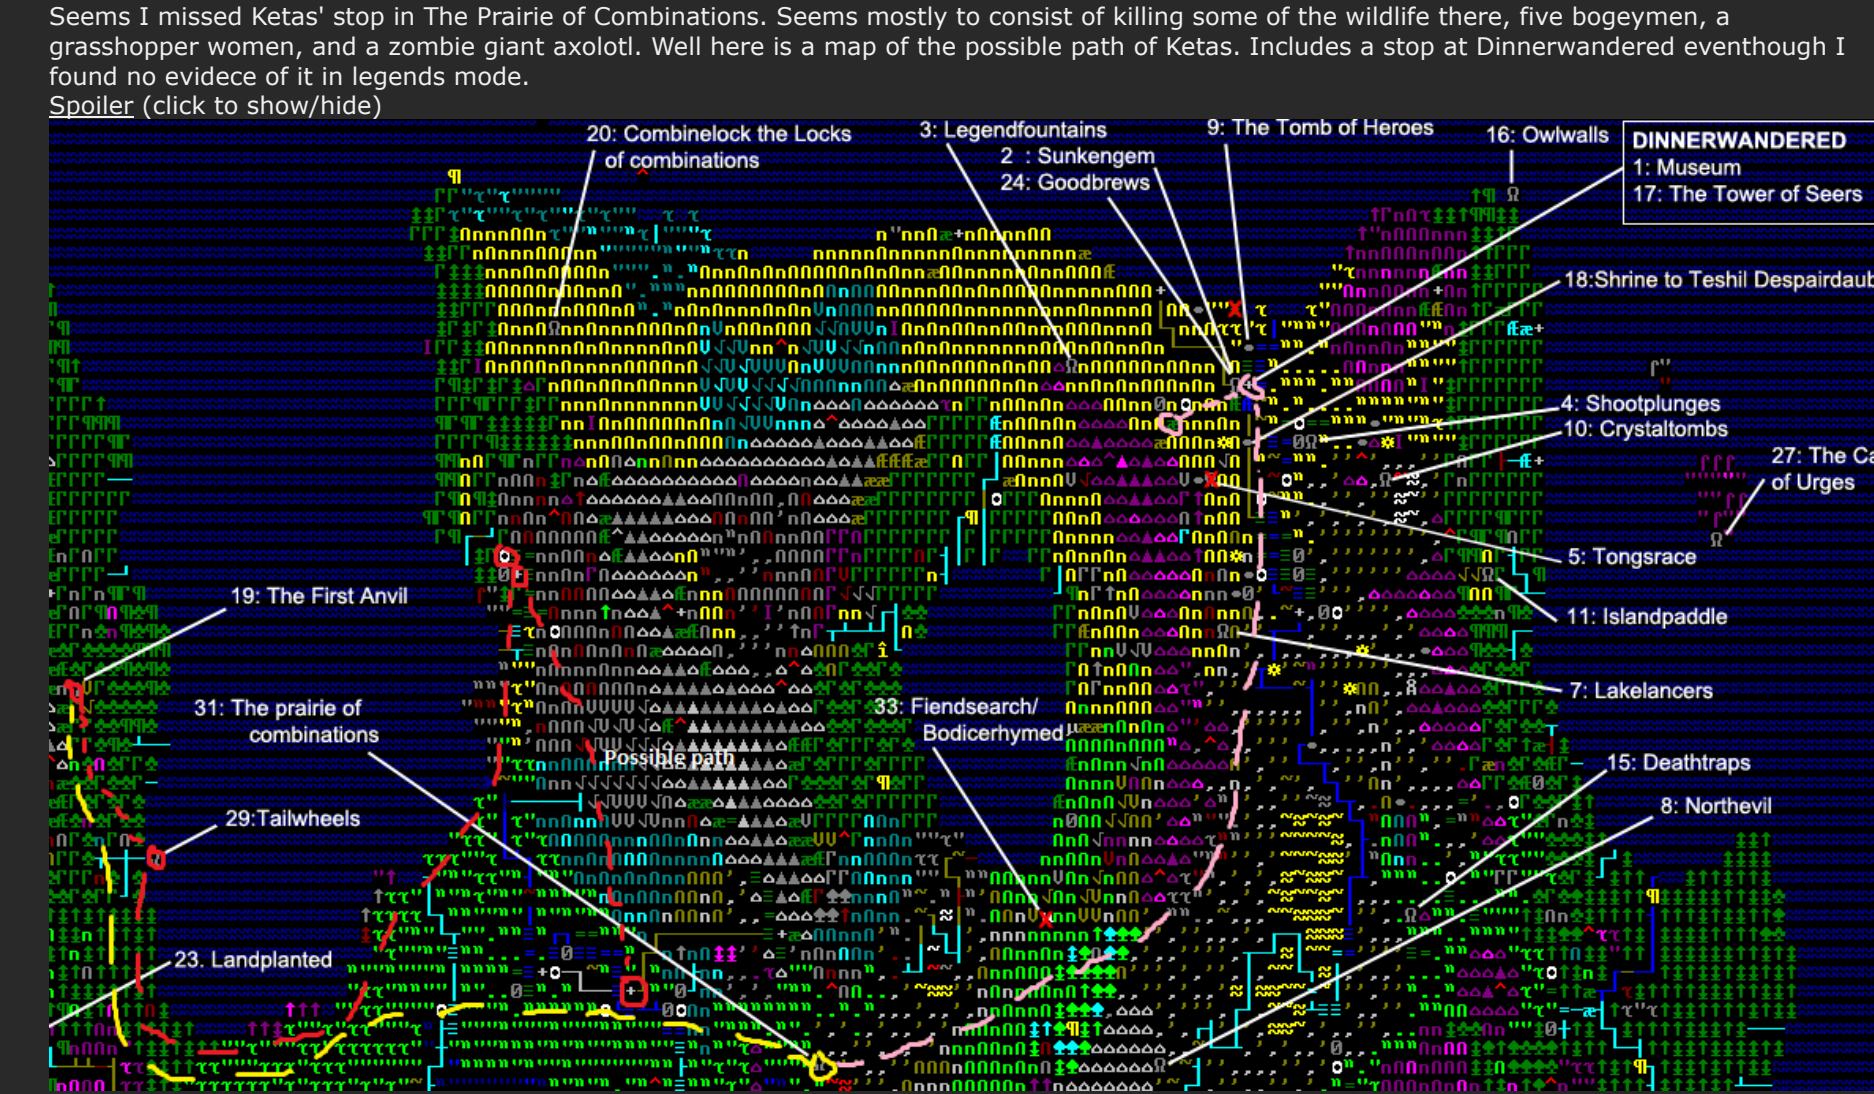 Seems I missed Ketas' stop in The Prairie of Combinations. Seems mostly to consist of killing some of the wildlife there, five bogeymen, a
grasshopper women, and a zombie giant axolotl. Well here is a map of the possible path of Ketas. Includes a stop at Dinnerwandered eventhough I
found no evidece of it in legends mode.
Spoiler (click to show/hide)
20: Combinelock the Locks
of combinations
3: Legendfountains
2 : Sunkengem
24: Goodbrews
9: The Tomb of Heroes
16: Owlwalls
DINNERWANDERED
1: Museum
17: The Tower of Seers
18:Shrine to Teshil Despairdaub
4: Shootplunges
10: Crystaltombs
27: The Ca
of Urges
5: Tongsrace
19: The First Anvil
11: Islandpaddle
7: Lakelancers
31: The prairie of
combinations
33: Fiendsearch/
Bodicerhymed
Possible path
15: Deathtraps
8: Northevil
29:Tailwheels
23. Landplanted